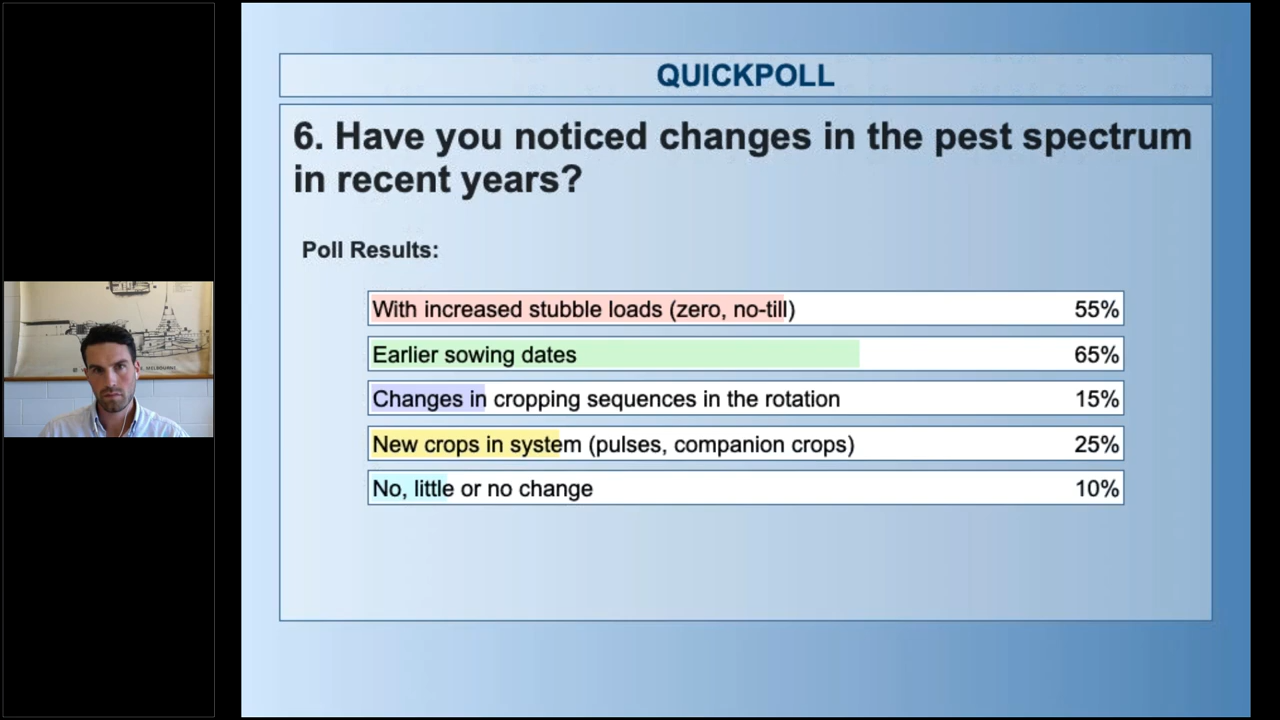 QUICKPOLL
6. Have you noticed changes in the pest spectrum
in recent years?
Poll Results:
With increased stubble loads (zero, no-till) 55%
Earlier sowing dates 65%
Changes in cropping sequences in the rotation 15%
New crops in system (pulses, companion crops) 25%
No, little or no change 10%
MELBOURNE